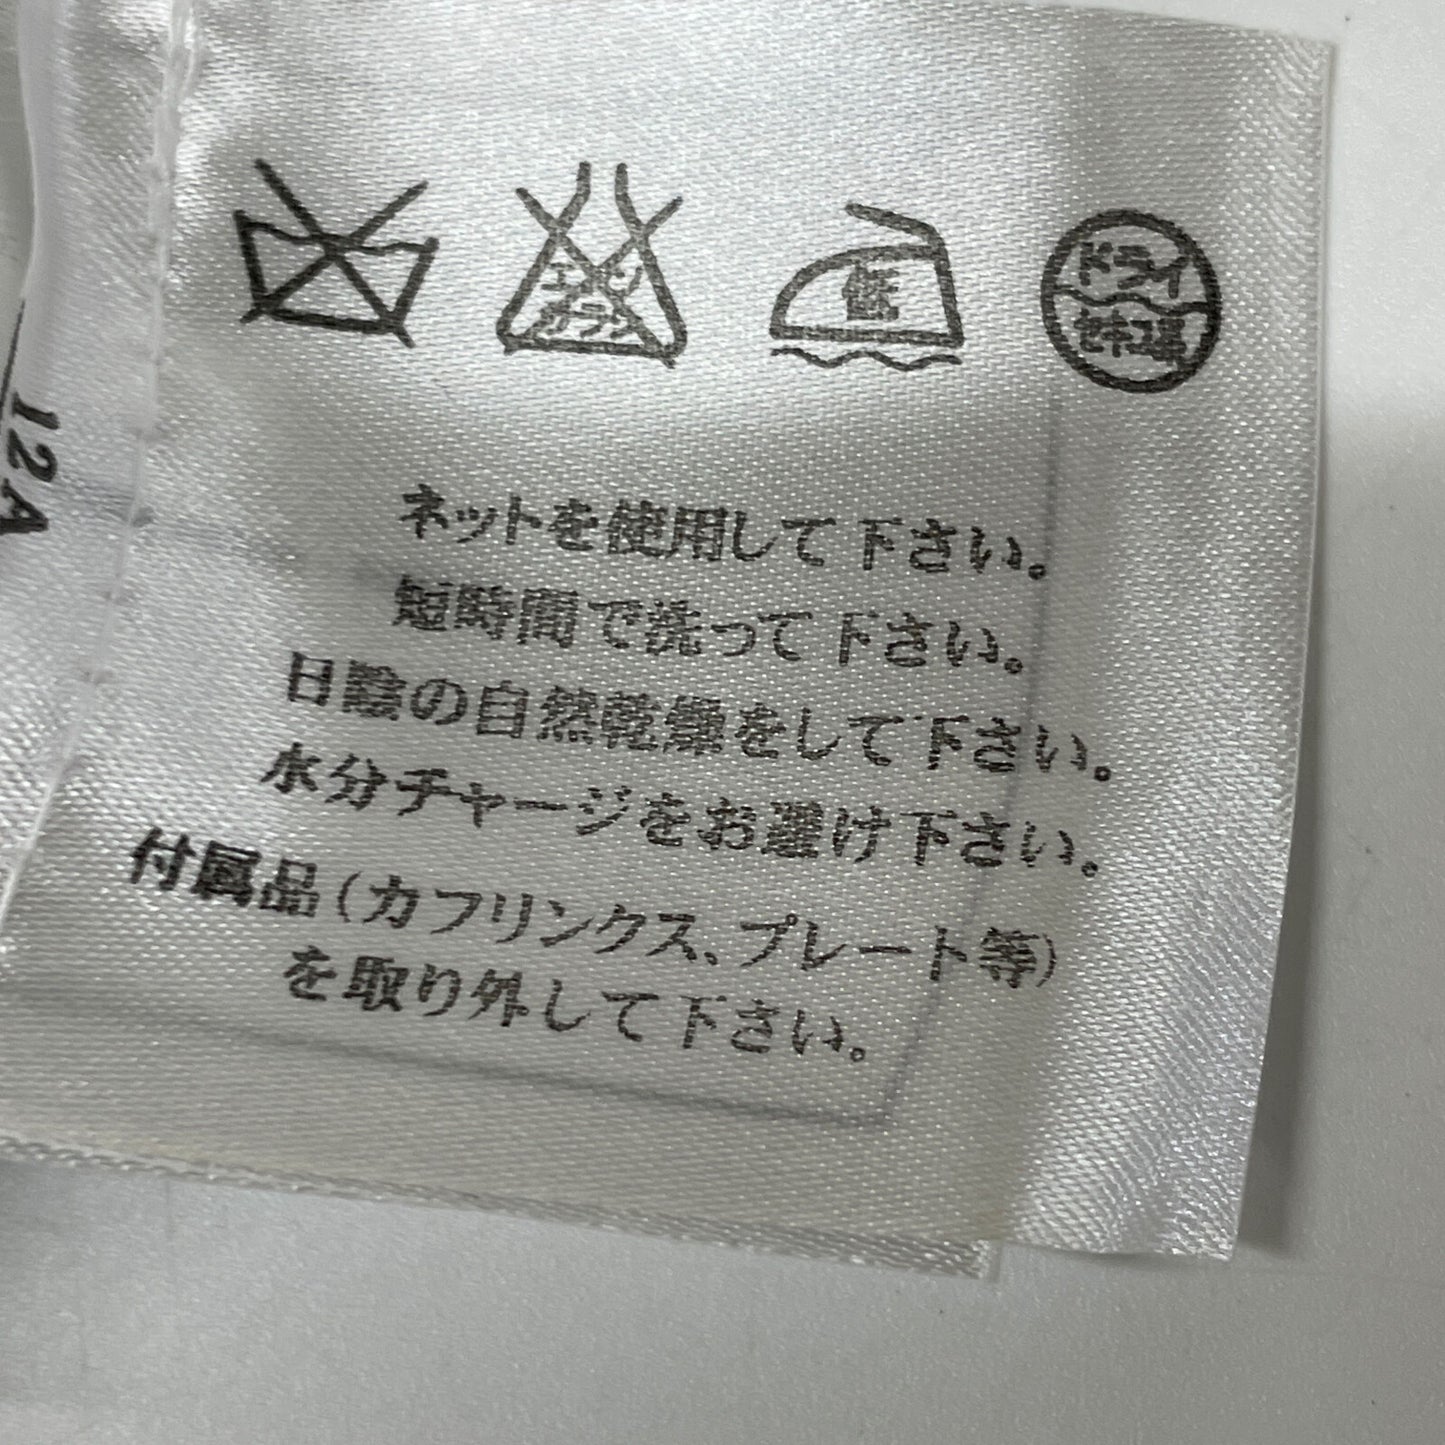 エンソ
サラシ
低
ドライ
石油系
ネットを使用して下さい。
短時間で洗って下さい。
日陰の自然乾燥をして下さい。
水分チャージをお避け下さい。
付属品(カフリンクス、プレート等)
を取り外して下さい。
12A